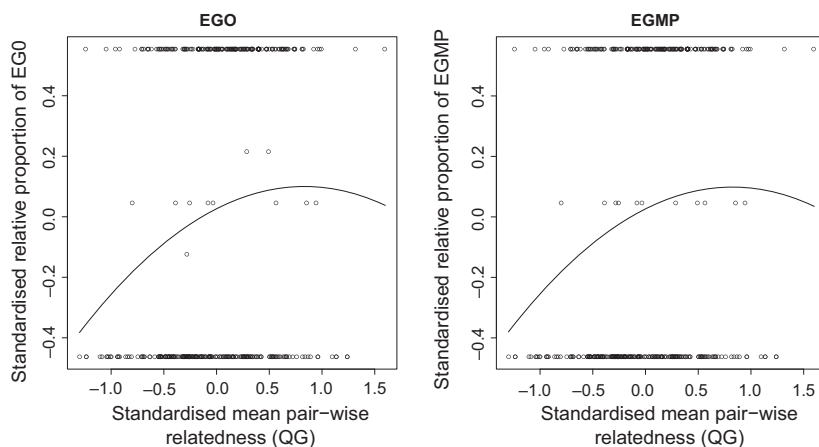 EGO
Standardised relative proportion of EG0
0.4
0.2
0.0
−0.2
−0.4
−1.0 −0.5 0.0 0.5 1.0 1.5
Standardised mean pair−wise
relatedness (QG)
EGMP
Standardised relative proportion of EGMP
0.4
0.2
0.0
−0.2
−0.4
−1.0 −0.5 0.0 0.5 1.0 1.5
Standardised mean pair−wise
relatedness (QG)